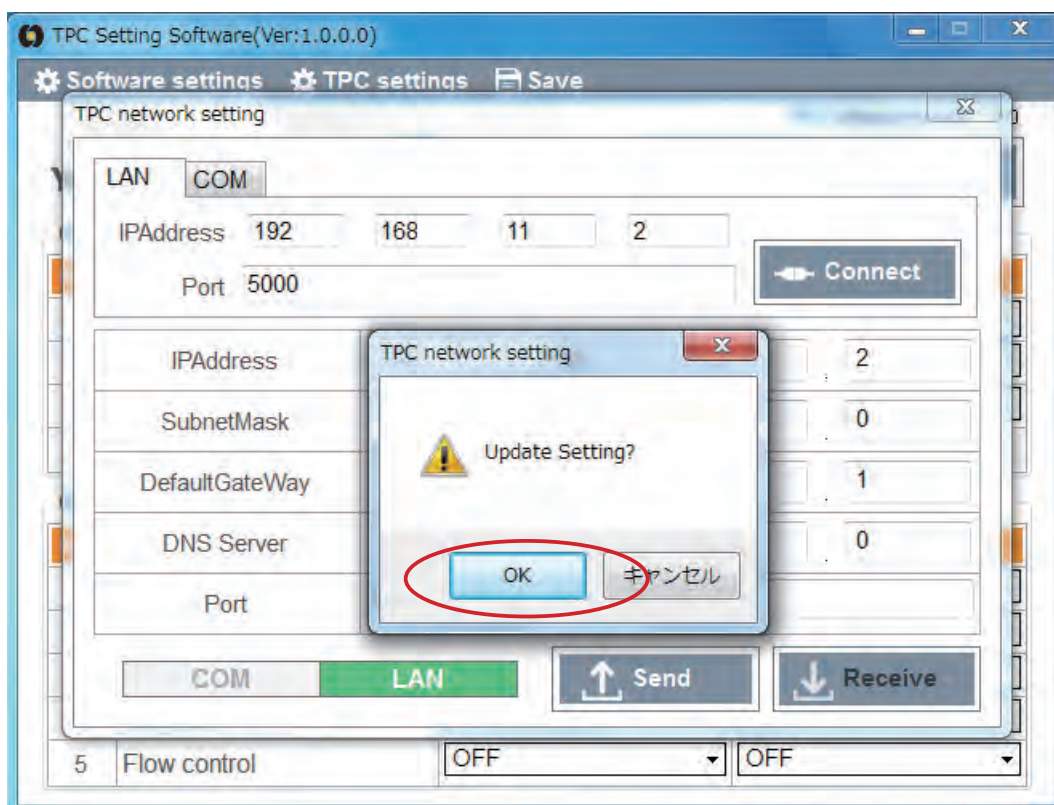 TPC Setting Software(Ver:1.0.0.0)
Software settings TPC settings Save
TPC network setting
LAN COM
IPAddress 192 168 11 2
Port 5000
Connect
IPAddress . 2
SubnetMask . 0
DefaultGateWay . 1
DNS Server . 0
Port
TPC network setting
Update Setting?
OK キャンセル
COM LAN Send Receive
5 Flow control OFF OFF